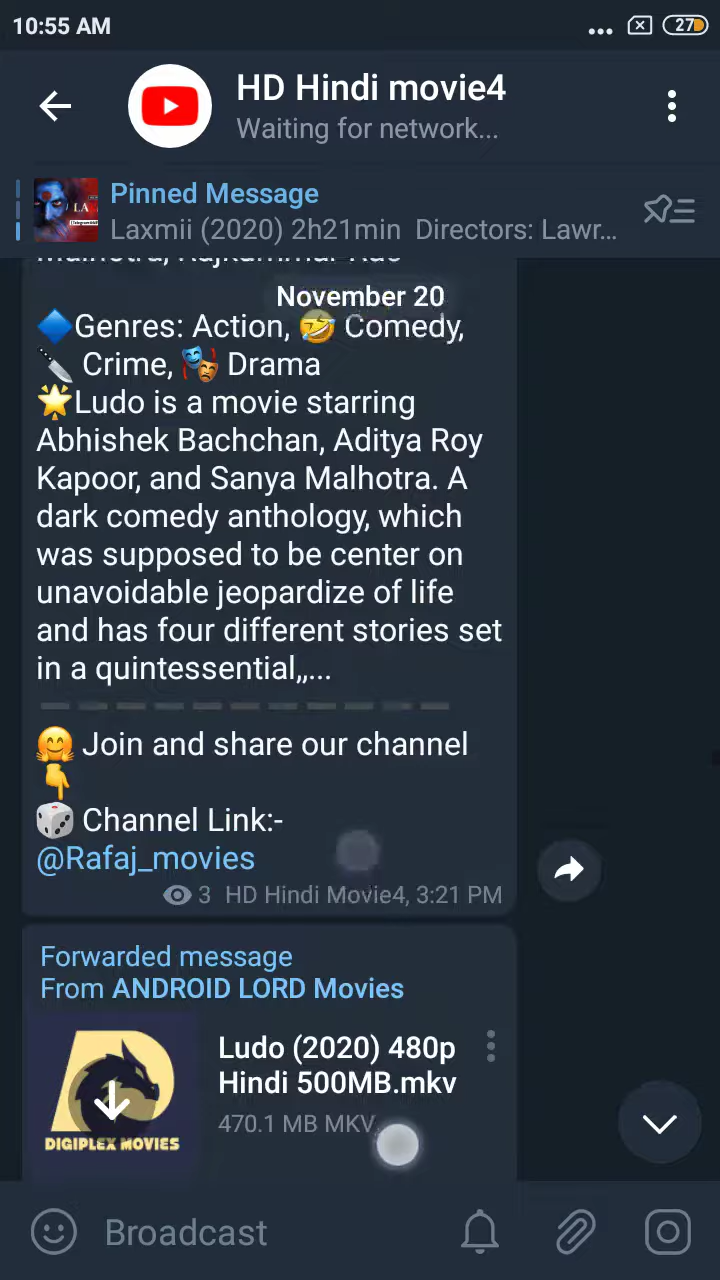 10:55 AM
27
HD Hindi movie4
Waiting for network...
Pinned Message
Laxmii (2020) 2h21min Directors: Lawr...
LA
Malhotra, Rajkummar Rao
November 20
Genres: Action, 🤣 Comedy,
🔪 Crime, 🎭 Drama
🌟Ludo is a movie starring
Abhishek Bachchan, Aditya Roy
Kapoor, and Sanya Malhotra. A
dark comedy anthology, which
was supposed to be center on
unavoidable jeopardize of life
and has four different stories set
in a quintessential,,...
🤗 Join and share our channel
👇
🎲 Channel Link:-
@Rafaj_movies
3 HD Hindi Movie4, 3:21 PM
Forwarded message
From ANDROID LORD Movies
Ludo (2020) 480p
Hindi 500MB.mkv
470.1 MB MKV
DIGIPLEX MOVIES
Broadcast